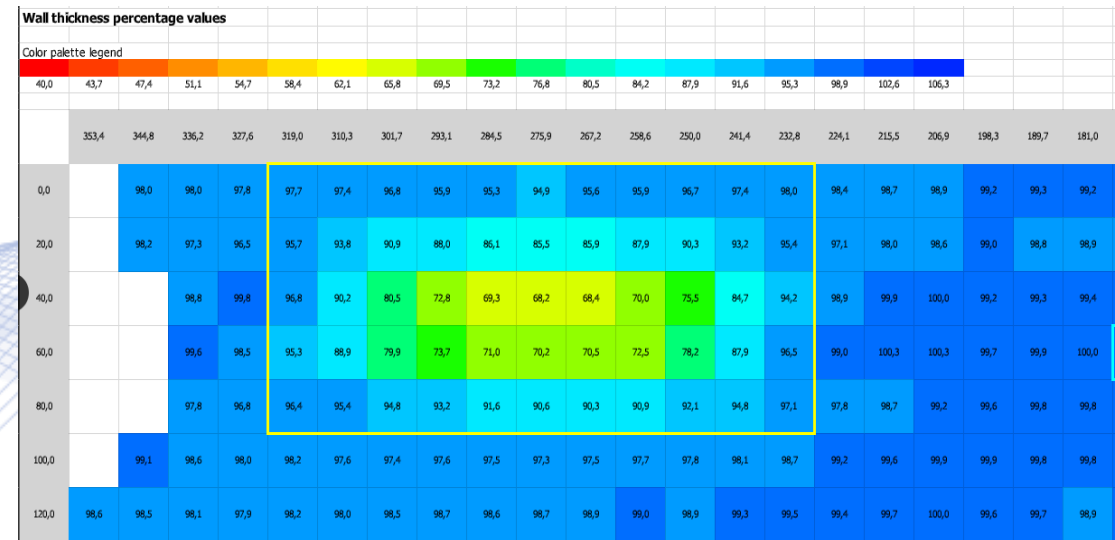 Wall thickness percentage values
Color palette legend
40,0 43,7 47,4 51,1 54,7 58,4 62,1 65,8 69,5 73,2 76,8 80,5 84,2 87,9 91,6 95,3 98,9 102,6 106,3
353,4 344,8 336,2 327,6 319,0 310,3 301,7 293,1 284,5 275,9 267,2 258,6 250,0 241,4 232,8 224,1 215,5 206,9 198,3 189,7 181,0
0,0 98,0 98,0 97,8 97,7 97,4 96,8 95,9 95,3 94,9 95,6 95,9 96,7 97,4 98,0 98,4 98,7 98,9 99,2 99,3 99,2
20,0 98,2 97,3 96,5 95,7 93,8 90,9 88,0 86,1 85,5 85,9 87,9 90,3 93,2 95,4 97,1 98,0 98,6 99,0 98,8 98,9
40,0 98,8 99,8 96,8 90,2 80,5 72,8 69,3 68,2 68,4 70,0 75,5 84,7 94,2 98,9 99,9 100,0 99,2 99,3 99,4
60,0 99,6 98,5 95,3 88,9 79,9 73,7 71,0 70,2 70,5 72,5 78,2 87,9 96,5 99,0 100,3 100,3 99,7 99,9 100,0
80,0 97,8 96,8 96,4 95,4 94,8 93,2 91,6 90,6 90,3 90,9 92,1 94,8 97,1 97,8 98,7 99,2 99,6 99,8 99,8
100,0 99,1 98,6 98,0 98,2 97,6 97,4 97,6 97,5 97,3 97,5 97,7 97,8 98,1 98,7 99,2 99,6 99,9 99,9 99,8 99,8
120,0 98,6 98,5 98,1 97,9 98,2 98,0 98,5 98,7 98,6 98,7 98,9 99,0 98,9 99,3 99,5 99,4 99,7 100,0 99,6 99,7 98,9